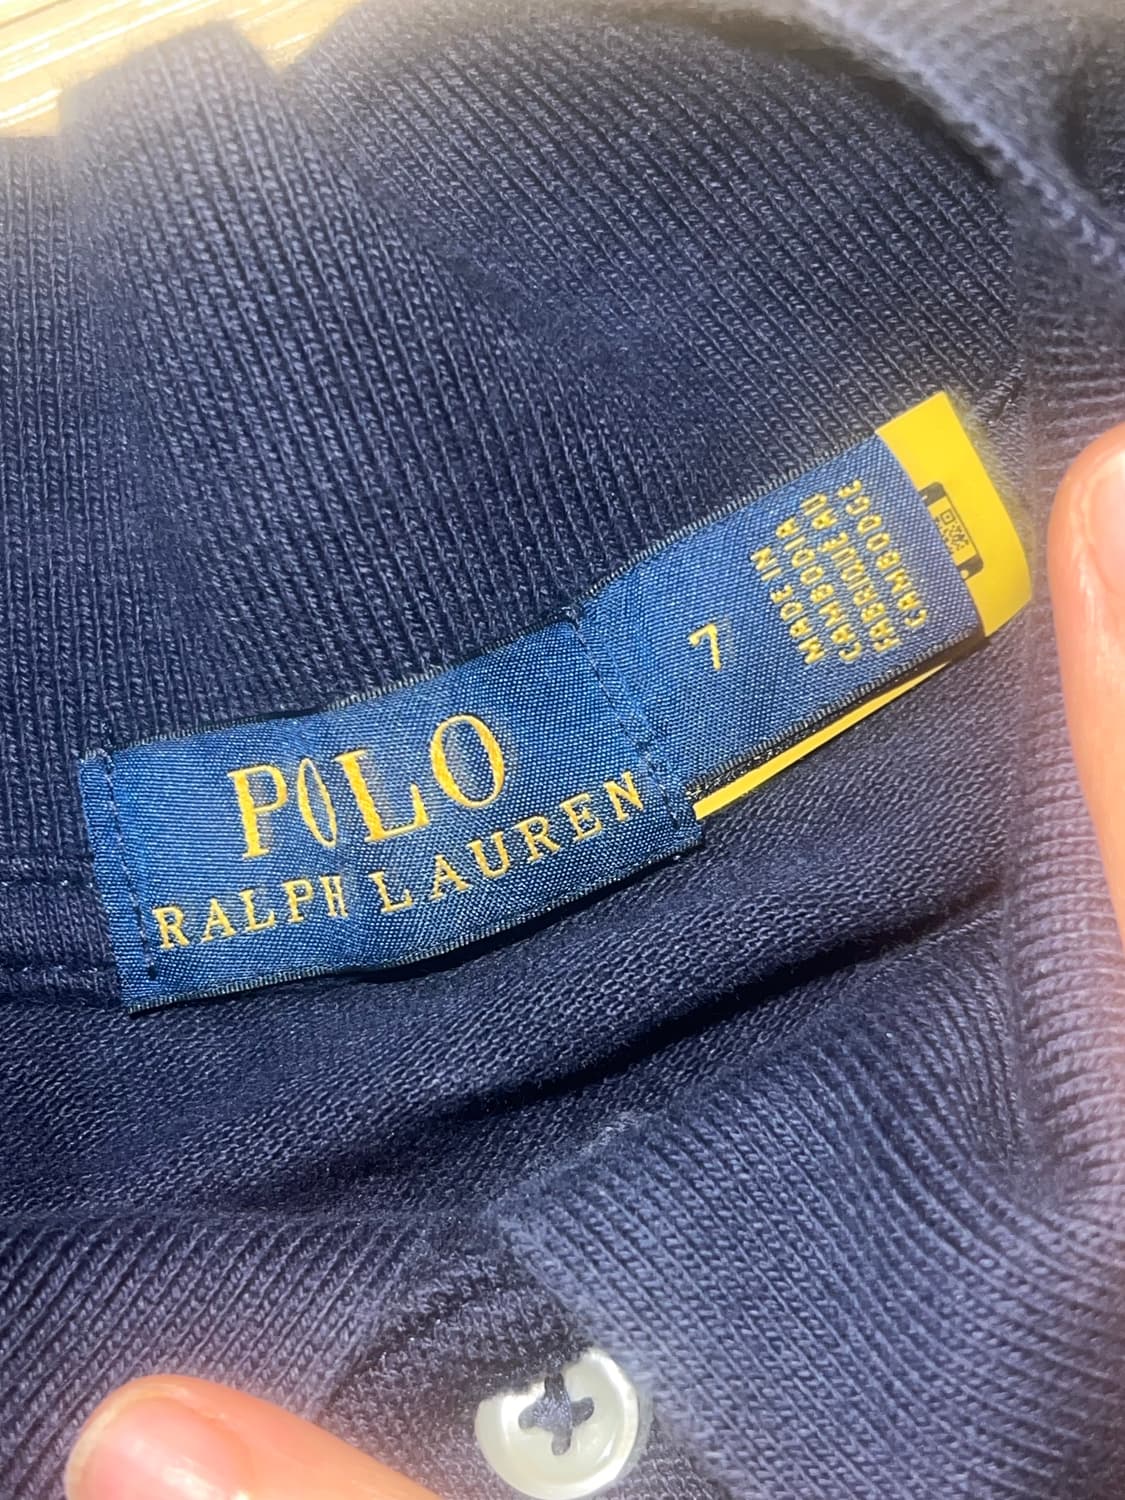 POLO
RALPH LAUREN
7
MADE IN
CAMBODIA
FABRIQUÉ AU
CAMBODGE